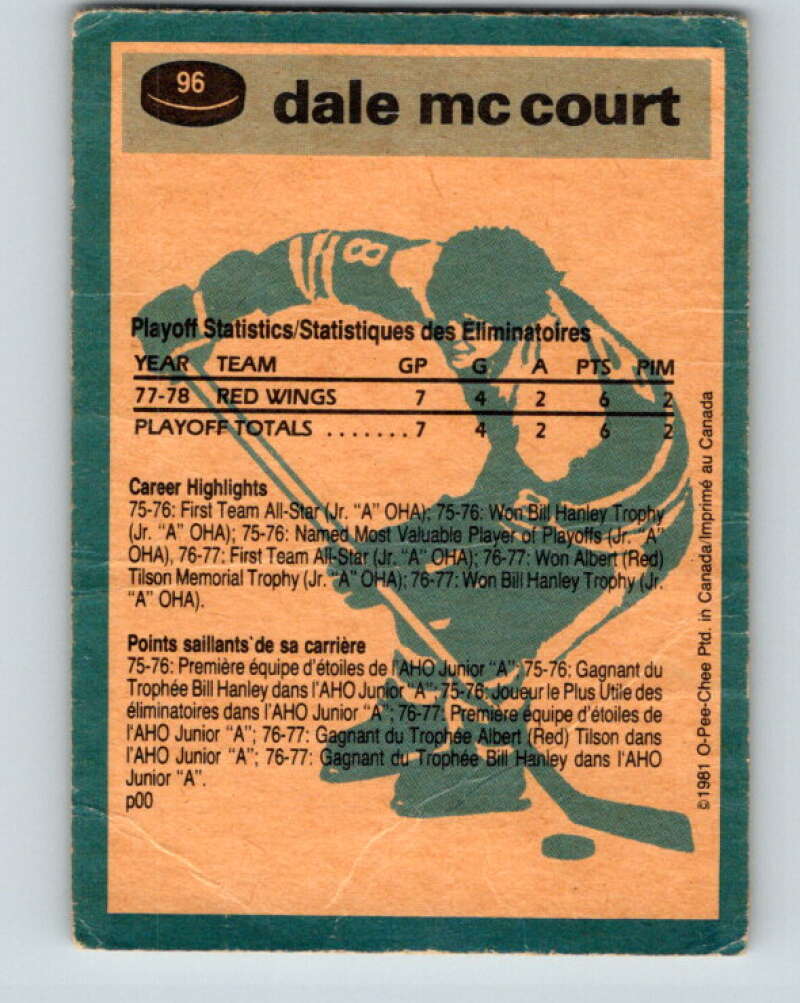 96
dale mc court
8
Playoff Statistics/Statistiques des Eliminatoires
YEAR TEAM GP G A PTS PIM
77-78 RED WINGS 7 4 2 6 2
PLAYOFF TOTALS ....... 7 4 2 6 2
Career Highlights
75-76: First Team All-Star (Jr. "A" OHA); 75-76: Won Bill Hanley Trophy
(Jr. "A" OHA); 75-76: Named Most Valuable Player of Playoffs (Jr. "A"
OHA), 76-77: First Team All-Star (Jr. "A" OHA); 76-77: Won Albert (Red)
Tilson Memorial Trophy (Jr. "A" OHA); 76-77: Won Bill Hanley Trophy (Jr.
"A" OHA).
Points saillants de sa carrière
75-76: Première équipe d'étoiles de l'AHO Junior "A"; 75-76: Gagnant du
Trophée Bill Hanley dans l'AHO Junior "A"; 75-76: Joueur le Plus Utile des
éliminatoires dans l'AHO Junior "A"; 76-77: Première équipe d'étoiles de
l'AHO Junior "A"; 76-77: Gagnant du Trophée Albert (Red) Tilson dans
l'AHO Junior "A"; 76-77: Gagnant du Trophée Bill Hanley dans l'AHO
Junior "A".
p00
©1981 O-Pee-Chee Ptd. in Canada/Imprimé au Canada